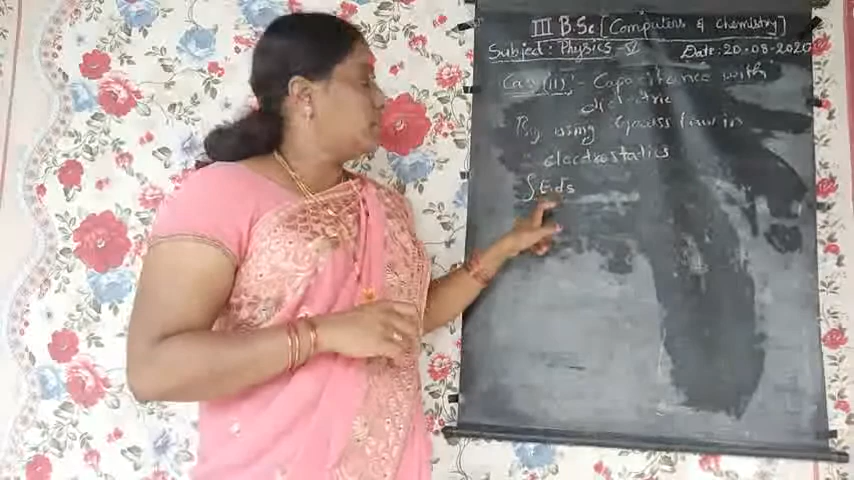 III B.Sc [Computers & Chemistry]
Subject: Physics - V Date: 20-08-2020
Case (ii) :- Capacitance with
dielectric
By using Gauss law in
electrostatics
∫E.ds